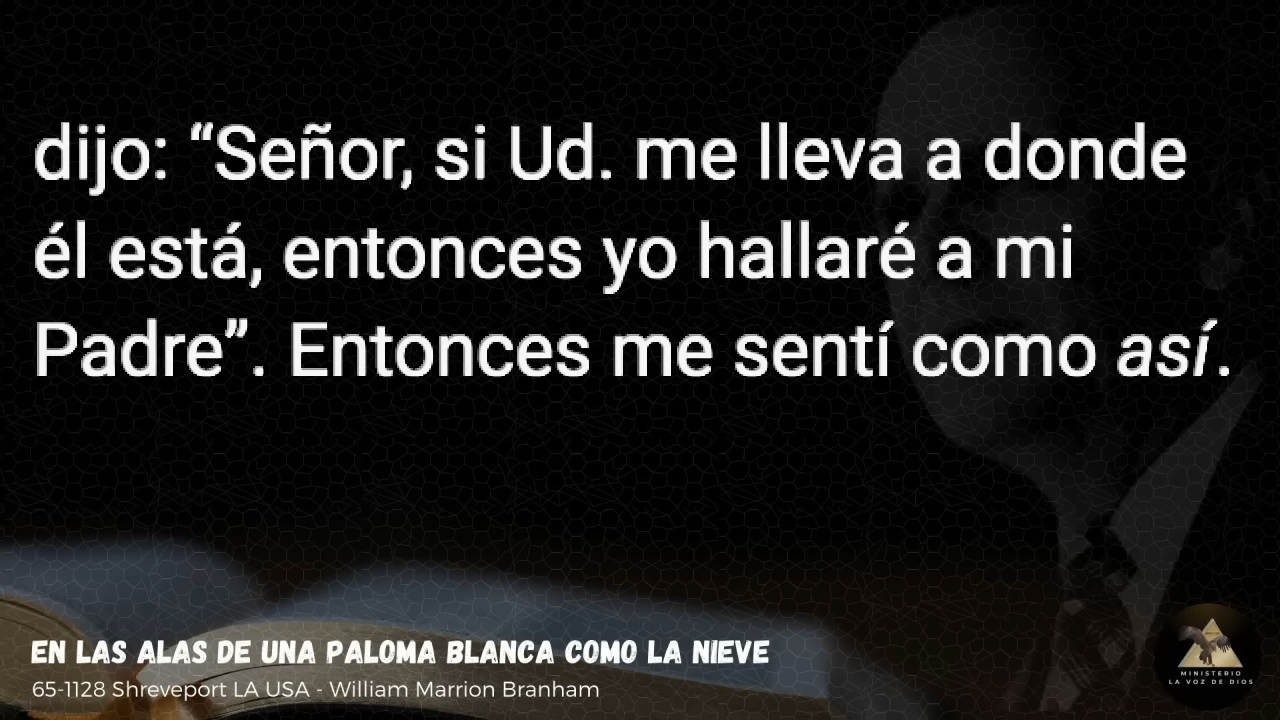 dijo: “Señor, si Ud. me lleva a donde
él está, entonces yo hallaré a mi
Padre”. Entonces me sentí como así.
EN LAS ALAS DE UNA PALOMA BLANCA COMO LA NIEVE
65-1128 Shreveport LA USA - William Marrion Branham
MINISTERIO
LA VOZ DE DIOS